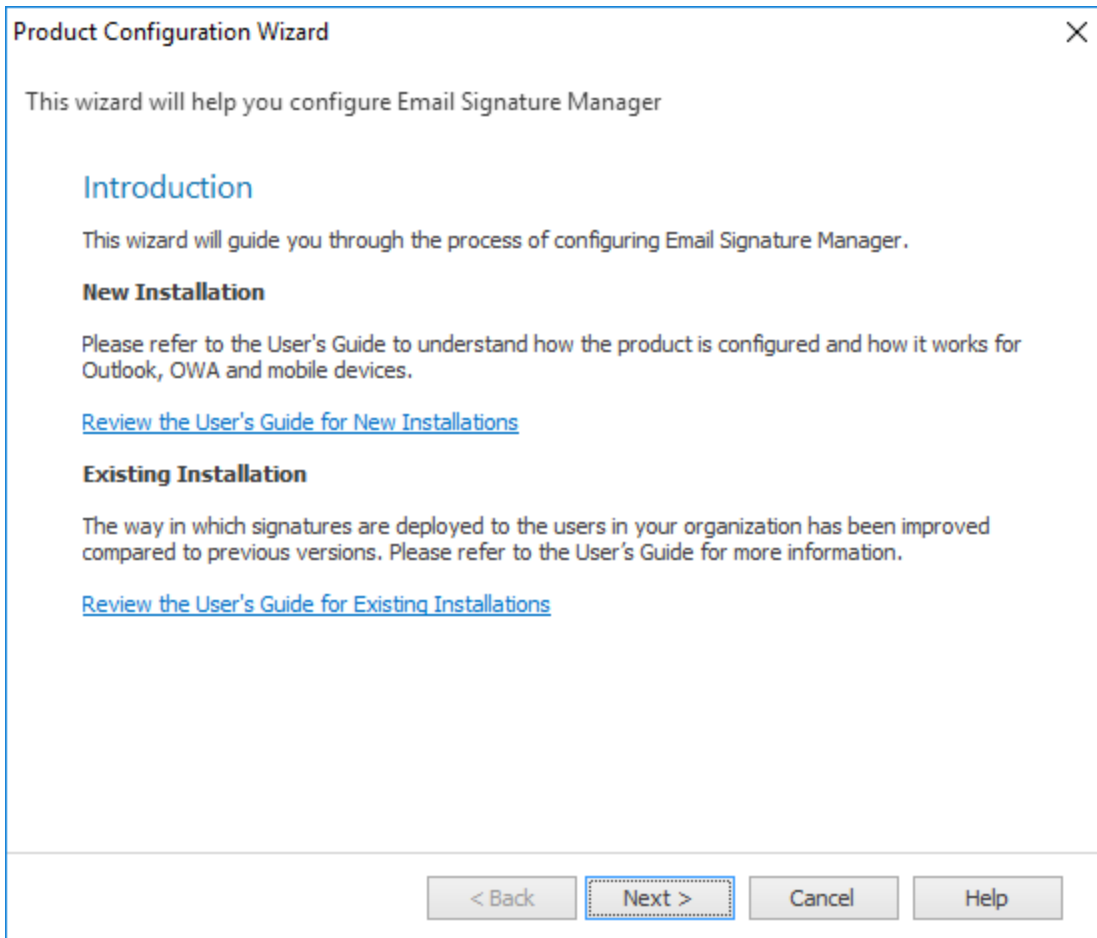 Product Configuration Wizard
This wizard will help you configure Email Signature Manager
Introduction
This wizard will guide you through the process of configuring Email Signature Manager.
New Installation
Please refer to the User's Guide to understand how the product is configured and how it works for
Outlook, OWA and mobile devices.
Review the User's Guide for New Installations
Existing Installation
The way in which signatures are deployed to the users in your organization has been improved
compared to previous versions. Please refer to the User’s Guide for more information.
Review the User's Guide for Existing Installations
< Back Next > Cancel Help